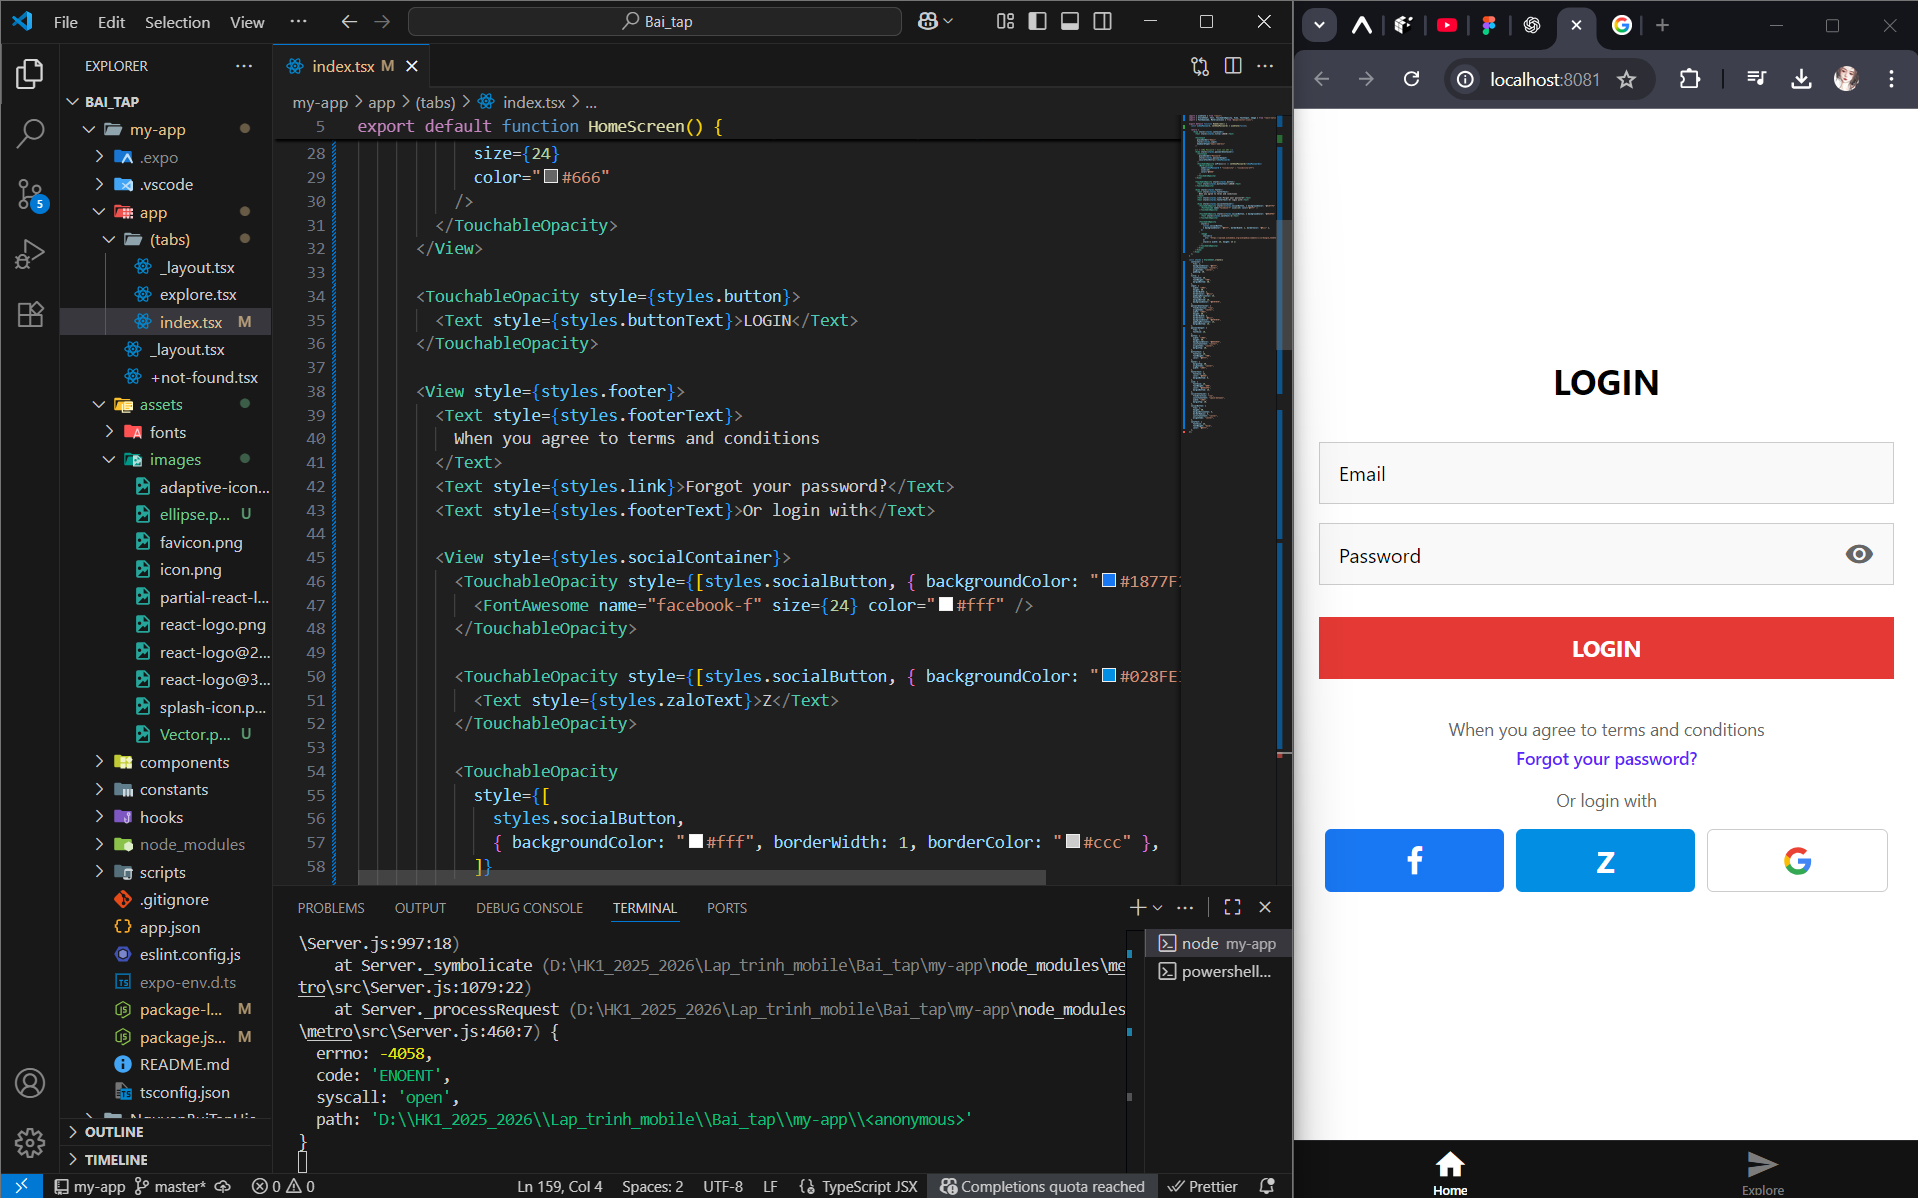 File Edit Selection View ··· Bai_tap
EXPLORER ···
BAI_TAP
my-app
.expo
.vscode
app
(tabs)
_layout.tsx
explore.tsx
index.tsx M
_layout.tsx
+not-found.tsx
assets
fonts
images
adaptive-icon...
ellipse.p... U
favicon.png
icon.png
partial-react-l...
react-logo.png
react-logo@2...
react-logo@3...
splash-icon.p...
Vector.p... U
components
constants
hooks
node_modules
scripts
.gitignore
app.json
eslint.config.js
expo-env.d.ts
package-l... M
package.js... M
README.md
tsconfig.json
OUTLINE
TIMELINE
5
index.tsx M
my-app > app > (tabs) > index.tsx > ...
5 export default function HomeScreen() {
28 size={24}
29 color="#666"
30 />
31 </TouchableOpacity>
32 </View>
33
34 <TouchableOpacity style={styles.button}>
35 <Text style={styles.buttonText}>LOGIN</Text>
36 </TouchableOpacity>
37
38 <View style={styles.footer}>
39 <Text style={styles.footerText}>
40 When you agree to terms and conditions
41 </Text>
42 <Text style={styles.link}>Forgot your password?</Text>
43 <Text style={styles.footerText}>Or login with</Text>
44
45 <View style={styles.socialContainer}>
46 <TouchableOpacity style={[styles.socialButton, { backgroundColor: "#1877F
47 <FontAwesome name="facebook-f" size={24} color="#fff" />
48 </TouchableOpacity>
49
50 <TouchableOpacity style={[styles.socialButton, { backgroundColor: "#028FE
51 <Text style={styles.zaloText}>Z</Text>
52 </TouchableOpacity>
53
54 <TouchableOpacity
55 style={[
56 styles.socialButton,
57 { backgroundColor: "#fff", borderWidth: 1, borderColor: "#ccc" },
58 ]}
PROBLEMS OUTPUT DEBUG CONSOLE TERMINAL PORTS
\Server.js:997:18)
at Server._symbolicate (D:\HK1_2025_2026\Lap_trinh_mobile\Bai_tap\my-app\node_modules\me
tro\src\Server.js:1079:22)
at Server._processRequest (D:\HK1_2025_2026\Lap_trinh_mobile\Bai_tap\my-app\node_modules
\metro\src\Server.js:460:7) {
errno: -4058,
code: 'ENOENT',
syscall: 'open',
path: 'D:\\HK1_2025_2026\\Lap_trinh_mobile\\Bai_tap\\my-app\\<anonymous>'
}
node my-app
powershell...
my-app master* 0 0 Ln 159, Col 4 Spaces: 2 UTF-8 LF TypeScript JSX Completions quota reached Prettier
localhost:8081
LOGIN
Email
Password
LOGIN
When you agree to terms and conditions
Forgot your password?
Or login with
f Z G
Home Explore